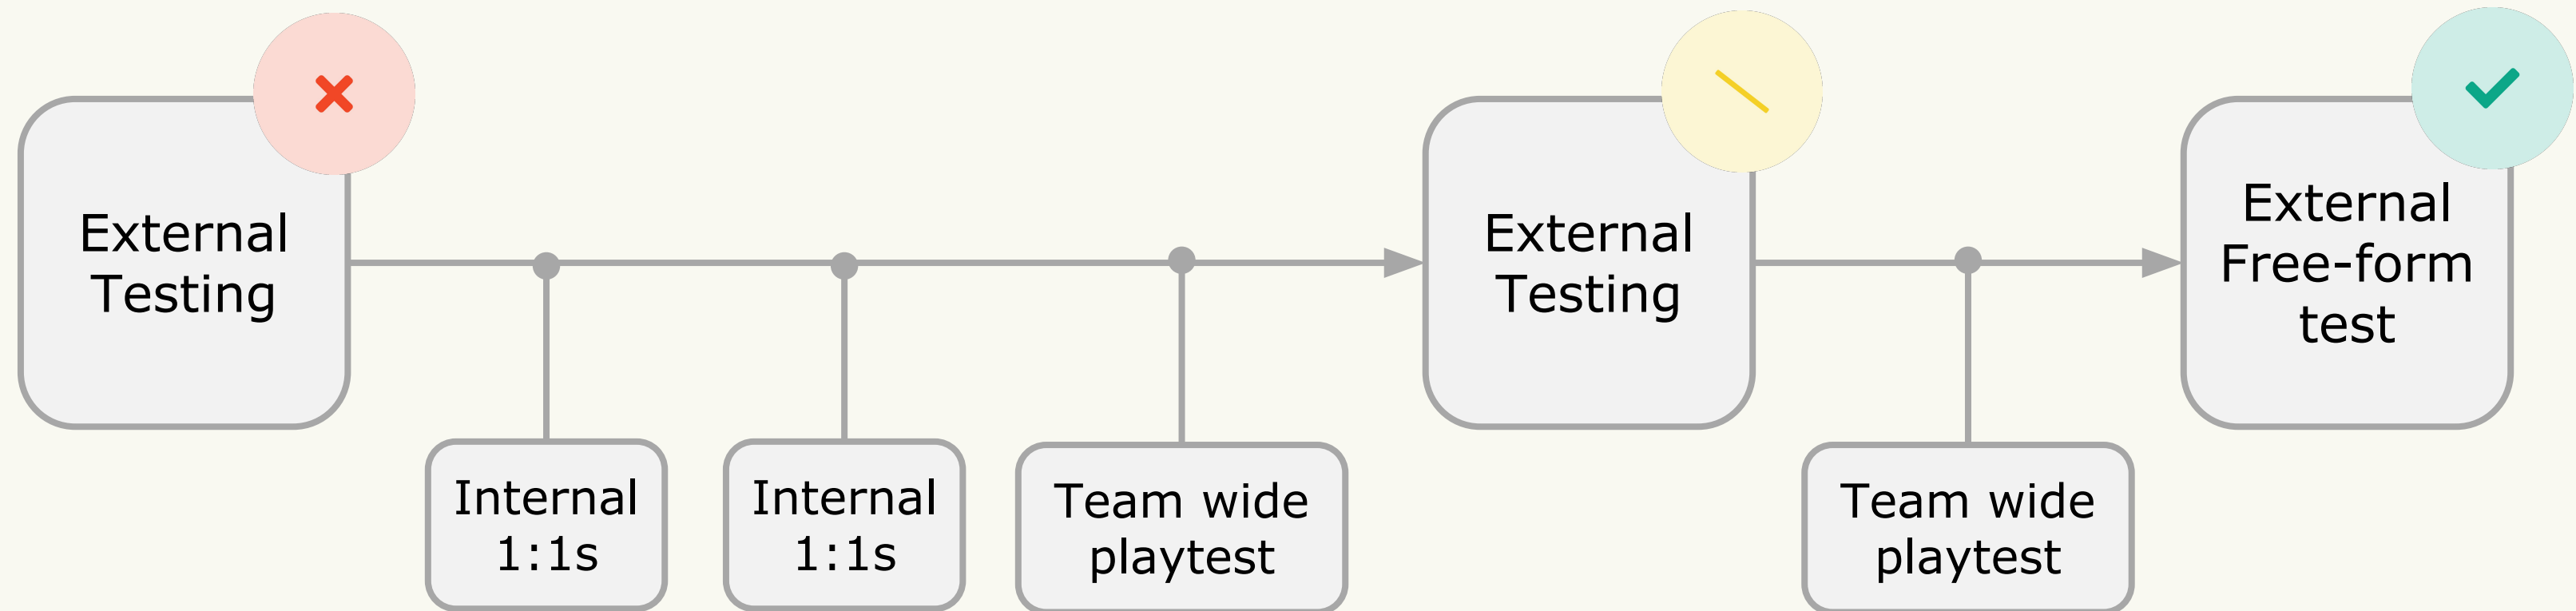 External
Testing
Internal
1:1s
Internal
1:1s
Team wide
playtest
External
Testing
Team wide
playtest
External
Free-form
test